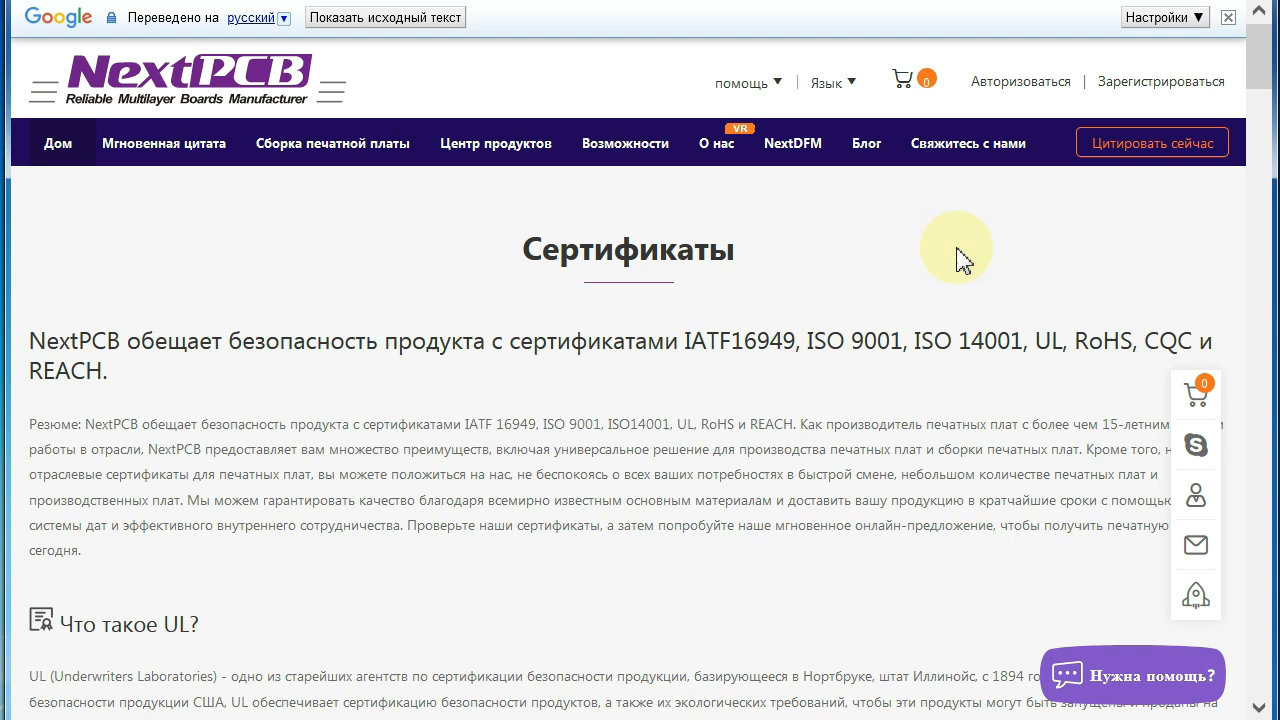 Google Переведено на русский Показать исходный текст Настройки ▼
NextPCB
Reliable Multilayer Boards Manufacturer
помощь Язык 0 Авторизоваться | Зарегистрироваться
VR
Дом Мгновенная цитата Сборка печатной платы Центр продуктов Возможности О нас NextDFM Блог Свяжитесь с нами Цитировать сейчас
Сертификаты
NextPCB обещает безопасность продукта с сертификатами IATF16949, ISO 9001, ISO 14001, UL, RoHS, CQC и
REACH.
0
Резюме: NextPCB обещает безопасность продукта с сертификатами IATF 16949, ISO 9001, ISO14001, UL, RoHS и REACH. Как производитель печатных плат с более чем 15-летним
работы в отрасли, NextPCB предоставляет вам множество преимуществ, включая универсальное решение для производства печатных плат и сборки печатных плат. Кроме того,
отраслевые сертификаты для печатных плат, вы можете положиться на нас, не беспокоясь о всех ваших потребностях в быстрой смене, небольшом количестве печатных плат и
производственных плат. Мы можем гарантировать качество благодаря всемирно известным основным материалам и доставить вашу продукцию в кратчайшие сроки с помощью
системы дат и эффективного внутреннего сотрудничества. Проверьте наши сертификаты, а затем попробуйте наше мгновенное онлайн-предложение, чтобы получить печатную
сегодня.
Что такое UL?
UL (Underwriters Laboratories) - одно из старейших агентств по сертификации безопасности продукции, базирующееся в Нортбруке, штат Иллинойс, с 1894
безопасности продукции США, UL обеспечивает сертификацию безопасности продуктов, а также их экологических требований, чтобы эти продукты могут быть запущены и проданы на
Нужна помощь?